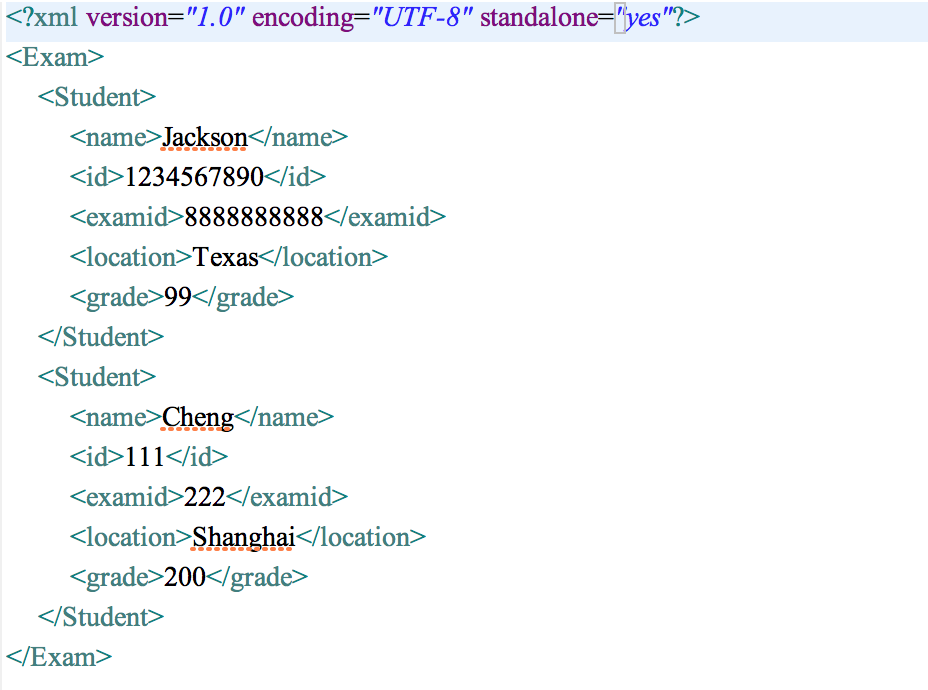 <?xml version="1.0" encoding="UTF-8" standalone="yes"?>
<Exam>
<Student>
<name>Jackson</name>
<id>1234567890</id>
<examid>8888888888</examid>
<location>Texas</location>
<grade>99</grade>
</Student>
<Student>
<name>Cheng</name>
<id>111</id>
<examid>222</examid>
<location>Shanghai</location>
<grade>200</grade>
</Student>
</Exam>